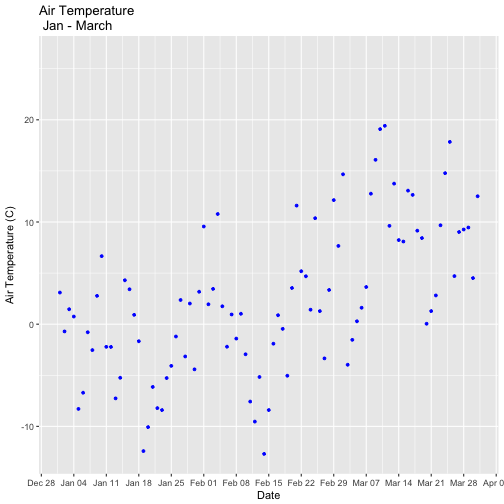 Air Temperature
Jan - March
Air Temperature (C)
20
10
0
-10
Dec 28 Jan 04 Jan 11 Jan 18 Jan 25 Feb 01 Feb 08 Feb 15 Feb 22 Feb 29 Mar 07 Mar 14 Mar 21 Mar 28 Apr 0
Date